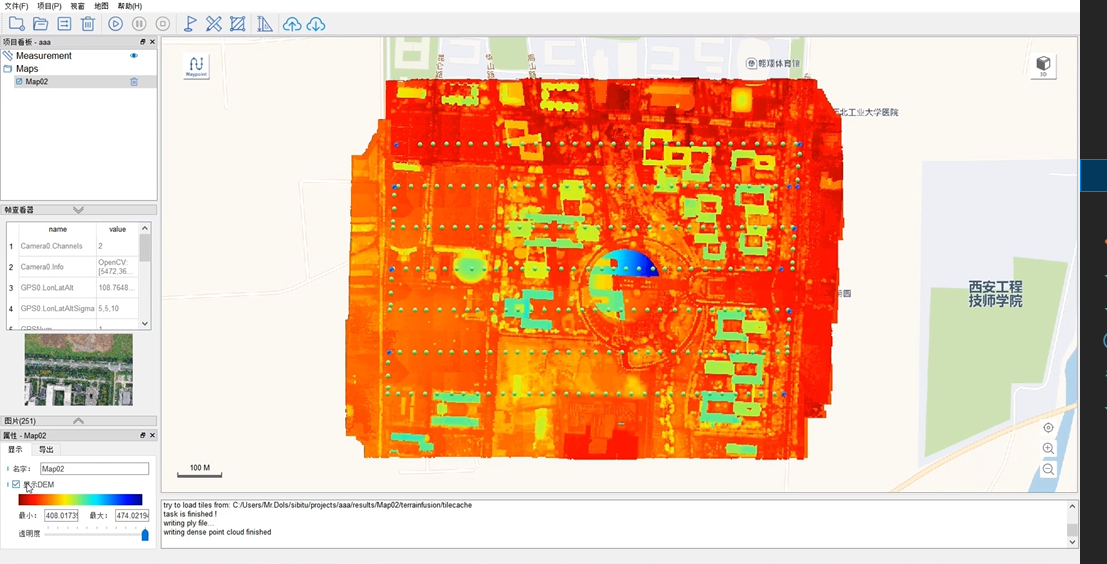 文件(F) 项目(P) 视窗 地图 帮助(H)
项目看板 - aaa
Measurement
Maps
Map02
帧查看器
name value
1 Camera0.Channels 2
2 Camera0.Info OpenCV: [5472,36...
3 GPS0.LonLatAlt 108.7648...
4 GPS0.LonLatAltSigma 5,5,10
图片(251)
属性 - Map02
显示 导出
名字: Map02
显示DEM
最小: 408.0173 最大: 474.0219
透明度
Waypoint
翱翔体育馆
3D
北工业大学医院
西安工程
技师学院
100 M
try to load tiles from: C:/Users/Mr.Dols/sibitu/projects/aaa/results/Map02/terrainfusion/tilecache
task is finished !
writing ply file...
writing dense point cloud finished